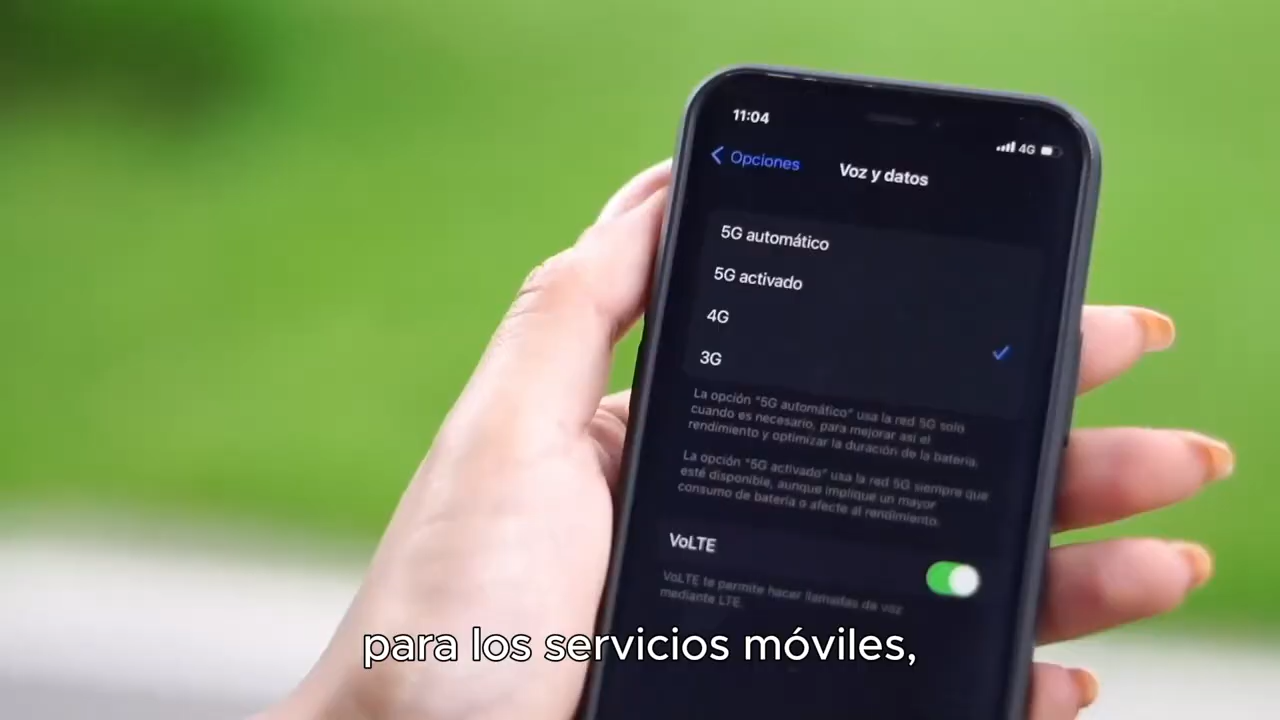 11:04
4G
Opciones
Voz y datos
5G automático
5G activado
4G
3G
La opción "5G automático" usa la red 5G solo
cuando es necesario, para mejorar así el
rendimiento y optimizar la duración de la batería.
La opción "5G activado" usa la red 5G siempre que
esté disponible, aunque implique un mayor
consumo de batería o afecte al rendimiento.
VoLTE
VoLTE te permite hacer llamadas de voz
mediante LTE.
para los servicios móviles,